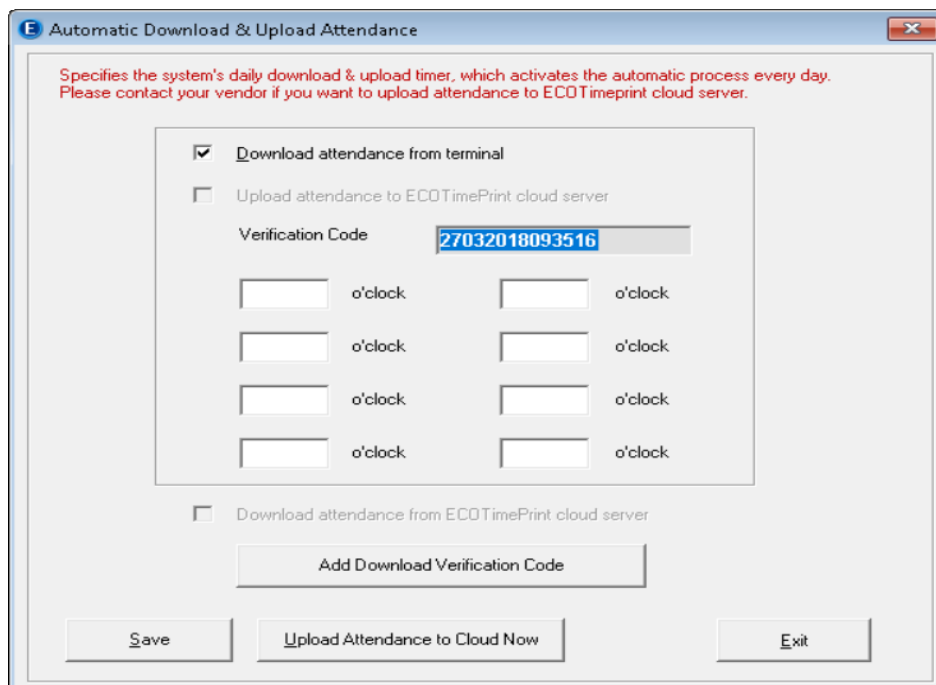 E Automatic Download & Upload Attendance
Specifies the system's daily download & upload timer, which activates the automatic process every day.
Please contact your vendor if you want to upload attendance to ECOTimeprint cloud server.
Download attendance from terminal
Upload attendance to ECOTimePrint cloud server
Verification Code 27032018093516
o'clock o'clock
o'clock o'clock
o'clock o'clock
o'clock o'clock
Download attendance from ECOTimePrint cloud server
Add Download Verification Code
Save Upload Attendance to Cloud Now Exit